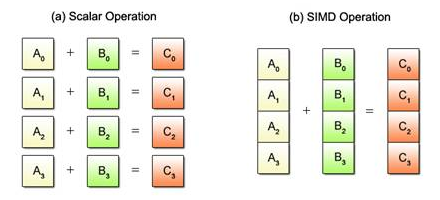 (a) Scalar Operation
A₀ + B₀ = C₀
A₁ + B₁ = C₁
A₂ + B₂ = C₂
A₃ + B₃ = C₃
(b) SIMD Operation
A₀ B₀ C₀
A₁ B₁ C₁
+ =
A₂ B₂ C₂
A₃ B₃ C₃